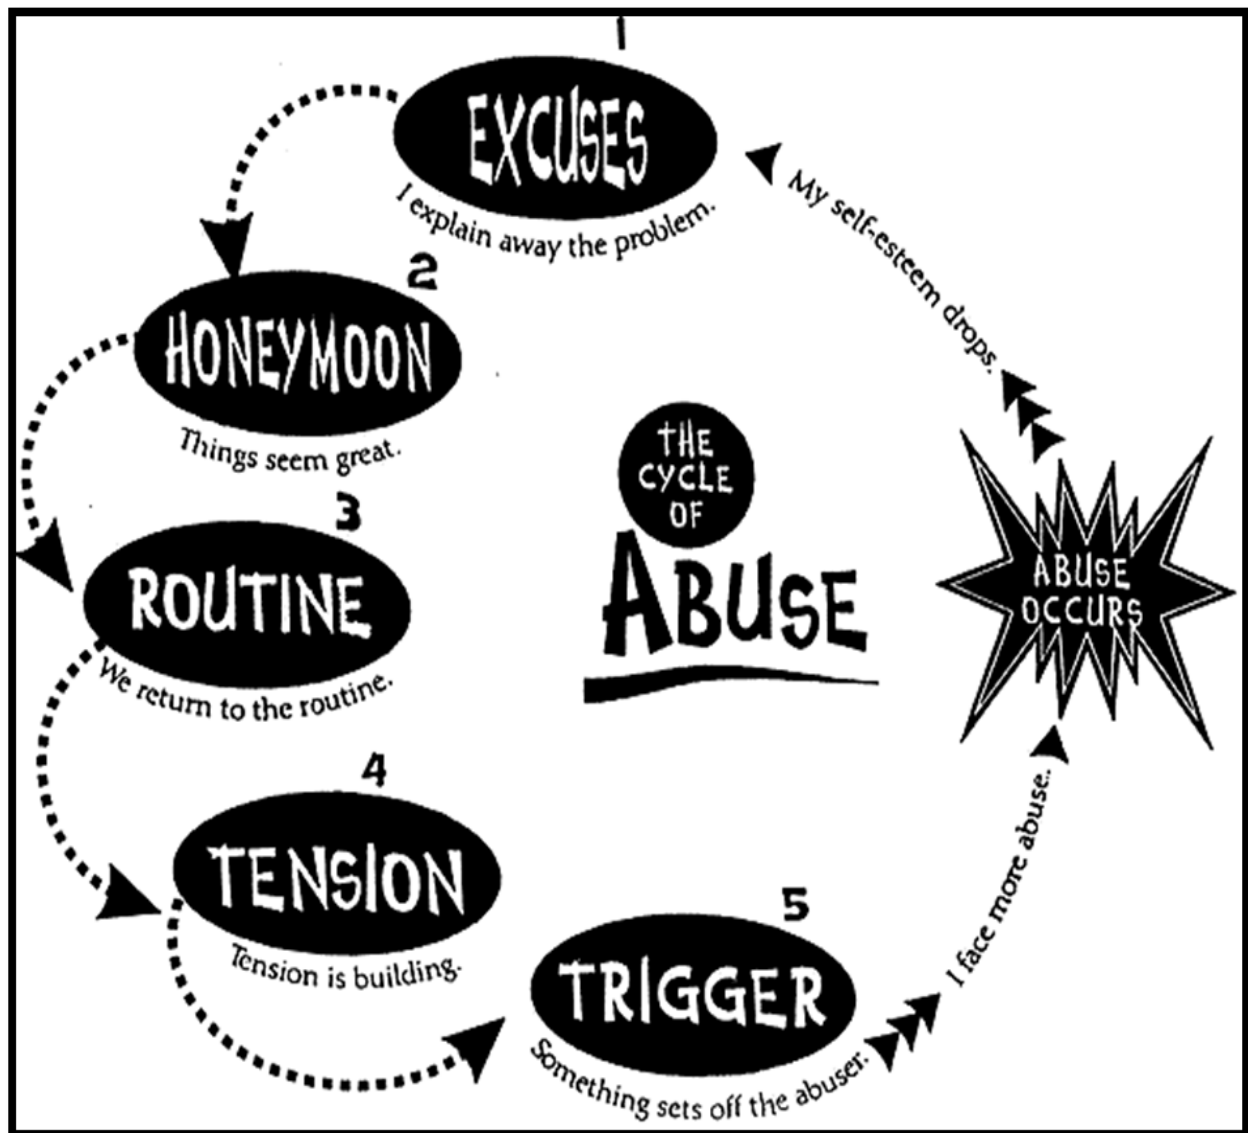 1
EXCUSES
I explain away the problem.
2
HONEYMOON
Things seem great.
3
ROUTINE
We return to the routine.
4
TENSION
Tension is building.
5
TRIGGER
Something sets off the abuser.
I face more abuse.
ABUSE
OCCURS
My self-esteem drops.
THE
CYCLE
OF
ABUSE